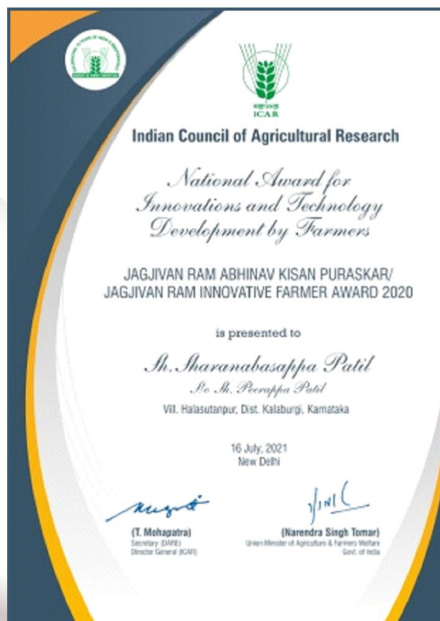 भाकृअनुप
ICAR
Indian Council of Agricultural Research
National Award for
Innovations and Technology
Development by Farmers
JAGJIVAN RAM ABHINAV KISAN PURASKAR/
JAGJIVAN RAM INNOVATIVE FARMER AWARD 2020
is presented to
Sh. Sharanabasappa Patil
S/o Sh. Peerappa Patil
Vill. Halasutanpur, Dist. Kalaburgi, Karnataka
16 July, 2021
New Delhi
(T. Mohapatra)
Secretary (DARE)
Director General (ICAR)
(Narendra Singh Tomar)
Union Minister of Agriculture & Farmers Welfare
Govt. of India